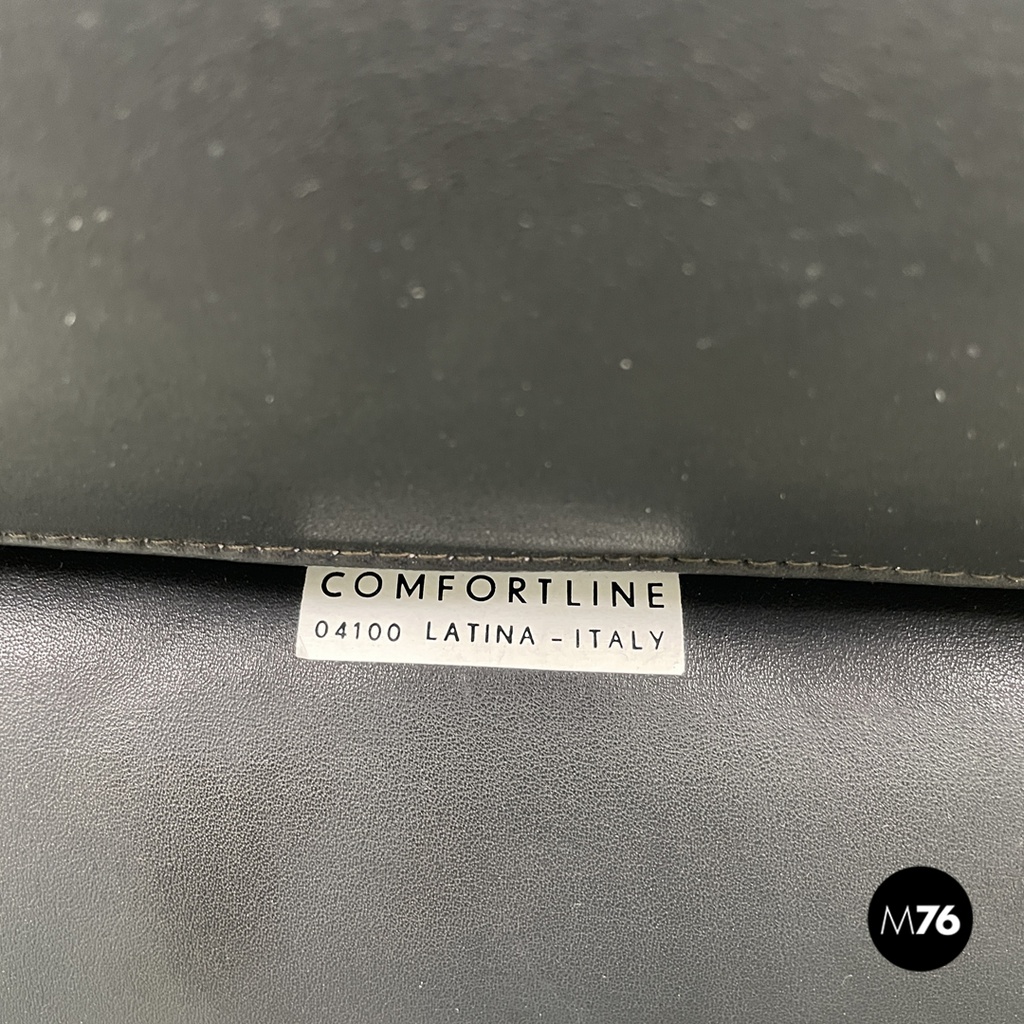 COMFORTLINE
04100 LATINA - ITALY
M76